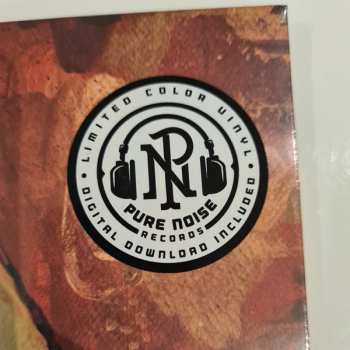 · LIMITED COLOR VINYL ·
PN
PURE NOISE
RECORDS
DIGITAL DOWNLOAD INCLUDED